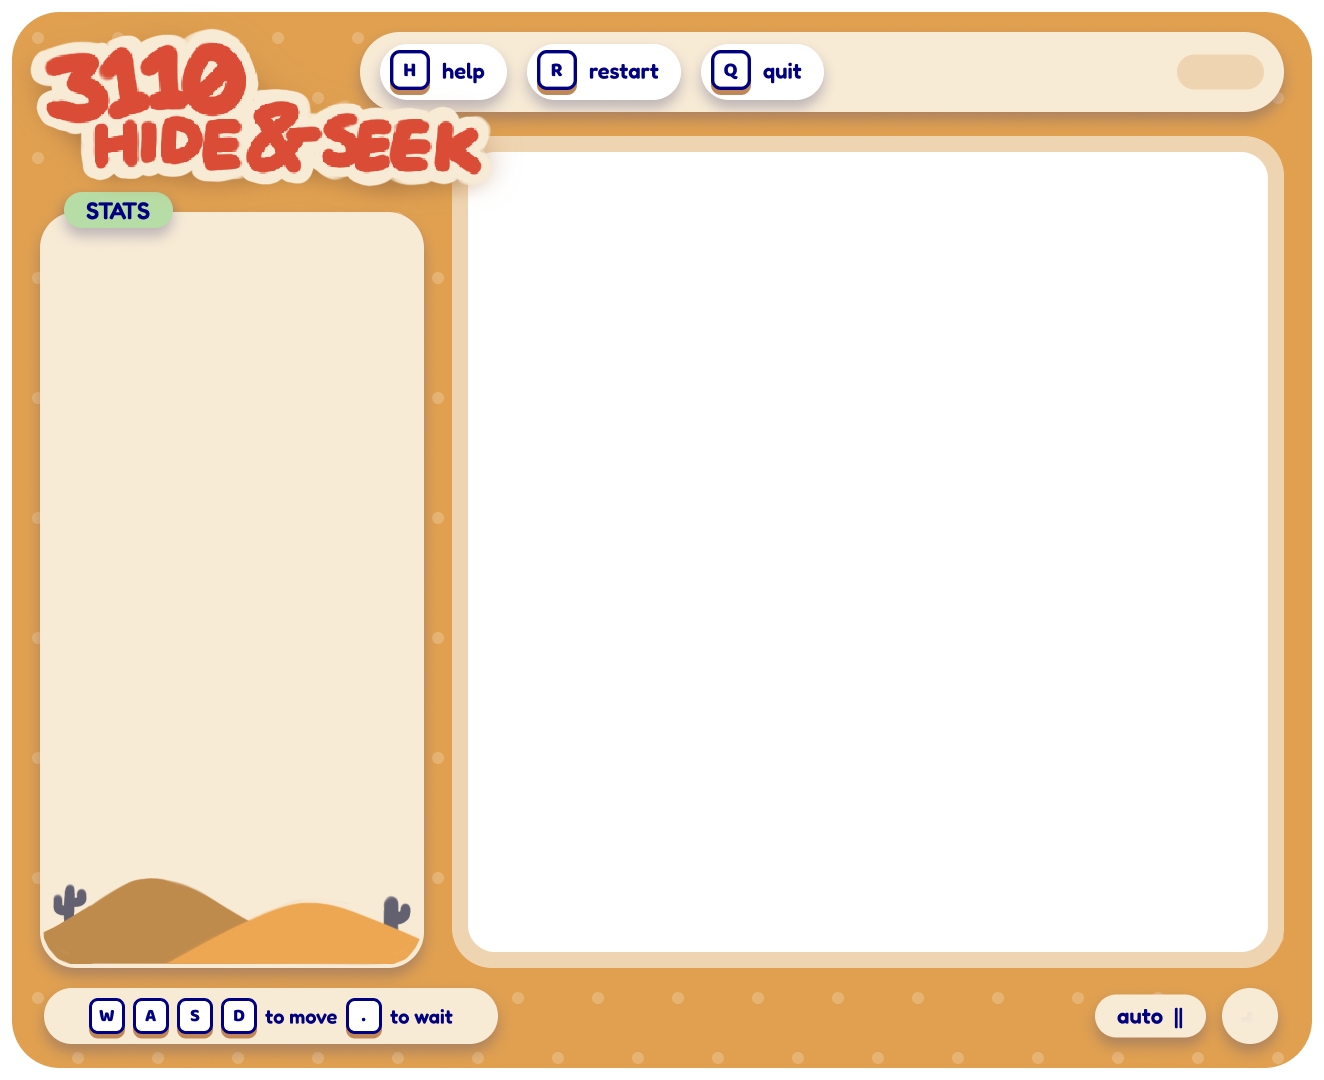 3110
HIDE & SEEK
H help R restart Q quit
STATS
W A S D to move . to wait
auto ||